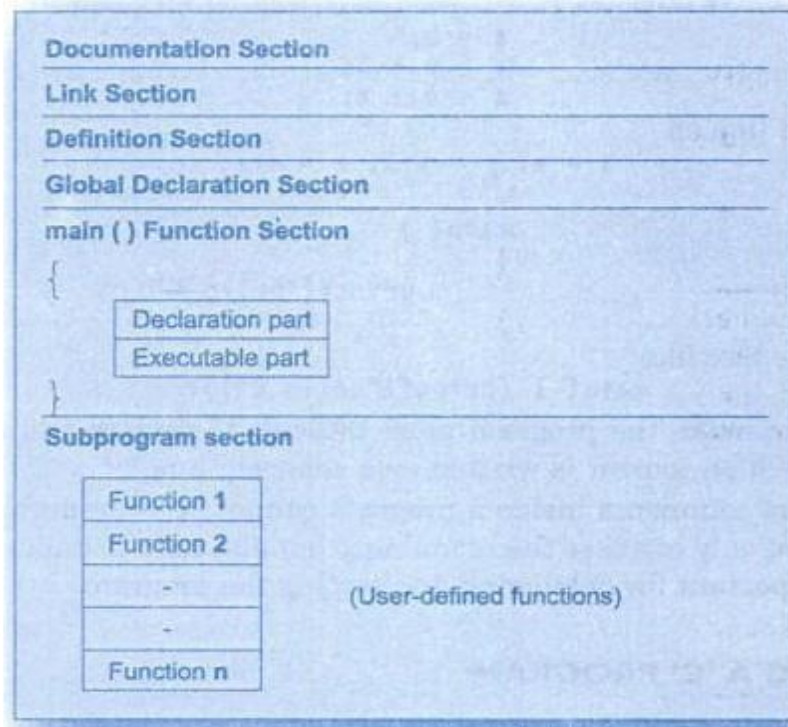 Documentation Section
Link Section
Definition Section
Global Declaration Section
main ( ) Function Section
{
Declaration part
Executable part
}
Subprogram section
Function 1
Function 2
-
-
Function n
(User-defined functions)